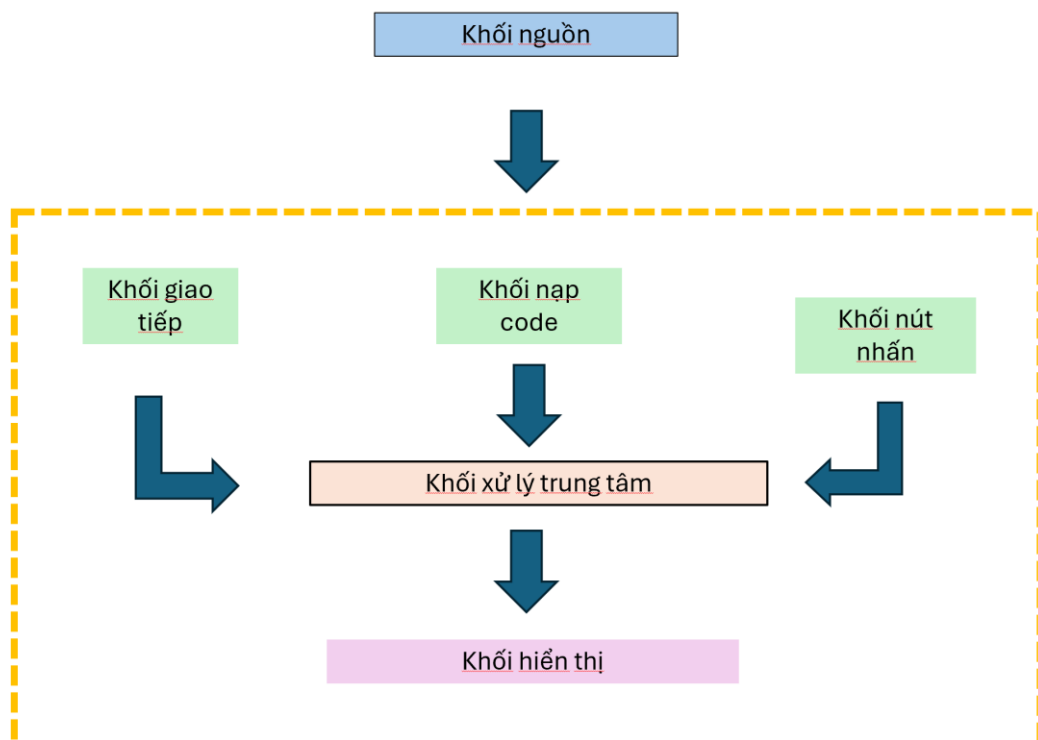 Khối nguồn
Khối giao
tiếp
Khối nạp
code
Khối nút
nhấn
Khối xử lý trung tâm
Khối hiển thị